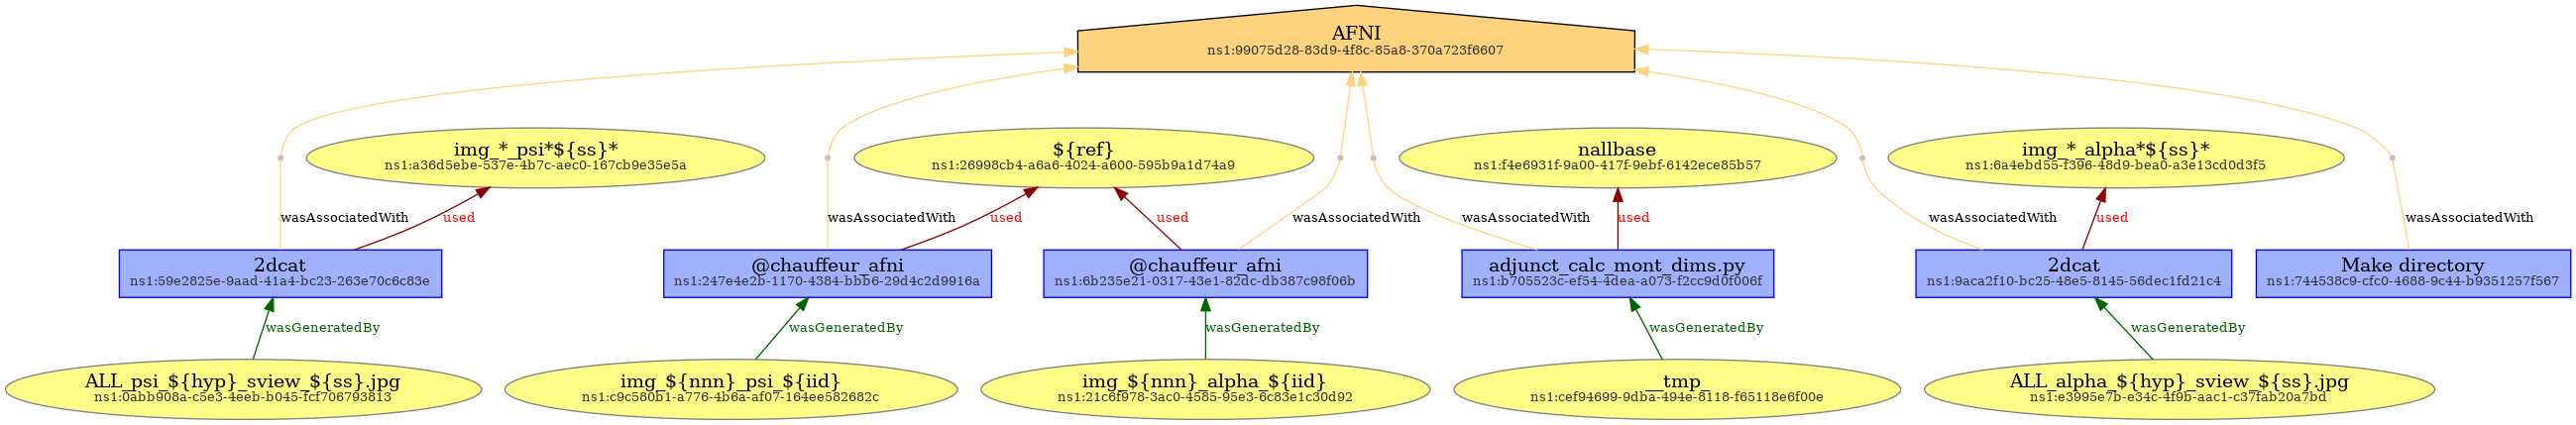 AFNI
ns1:99075d28-83d9-4f8c-85a8-370a723f6607
img_*_psi*${ss}*
ns1:a36d5ebe-537e-4b7c-aec0-167cb9e35e5a
${ref}
ns1:26998cb4-a6a6-4024-a600-595b9a1d74a9
nallbase
ns1:f4e6931f-9a00-417f-9ebf-6142ece85b57
img_*_alpha*${ss}*
ns1:6a4ebd55-f396-48d9-bea0-a3e13cd0d3f5
wasAssociatedWith
used
wasAssociatedWith
used
used
wasAssociatedWith
wasAssociatedWith
used
wasAssociatedWith
used
wasAssociatedWith
2dcat
ns1:59e2825e-9aad-41a4-bc23-263e70c6c83e
@chauffeur_afni
ns1:247e4e2b-1170-4384-bbb6-29d4c2d9916a
@chauffeur_afni
ns1:6b235e21-0317-43e1-82dc-db387c98f06b
adjunct_calc_mont_dims.py
ns1:b705523c-ef54-4dea-a073-f2cc9d0f006f
2dcat
ns1:9aca2f10-bc25-48e5-8145-56dec1fd21c4
Make directory
ns1:744538c9-cfc0-4688-9c44-b9351257f567
wasGeneratedBy
wasGeneratedBy
wasGeneratedBy
wasGeneratedBy
wasGeneratedBy
ALL_psi_${hyp}_sview_${ss}.jpg
ns1:0abb908a-c5e3-4eeb-b045-fcf706793813
img_${nnn}_psi_${iid}
ns1:c9c580b1-a776-4b6a-af07-164ee582682c
img_${nnn}_alpha_${iid}
ns1:21c6f978-3ac0-4585-95e3-6c83e1c30d92
__tmp_
ns1:cef94699-9dba-494e-8118-f65118e6f00e
ALL_alpha_${hyp}_sview_${ss}.jpg
ns1:e3995e7b-e34c-4f9b-aac1-c37fab20a7bd